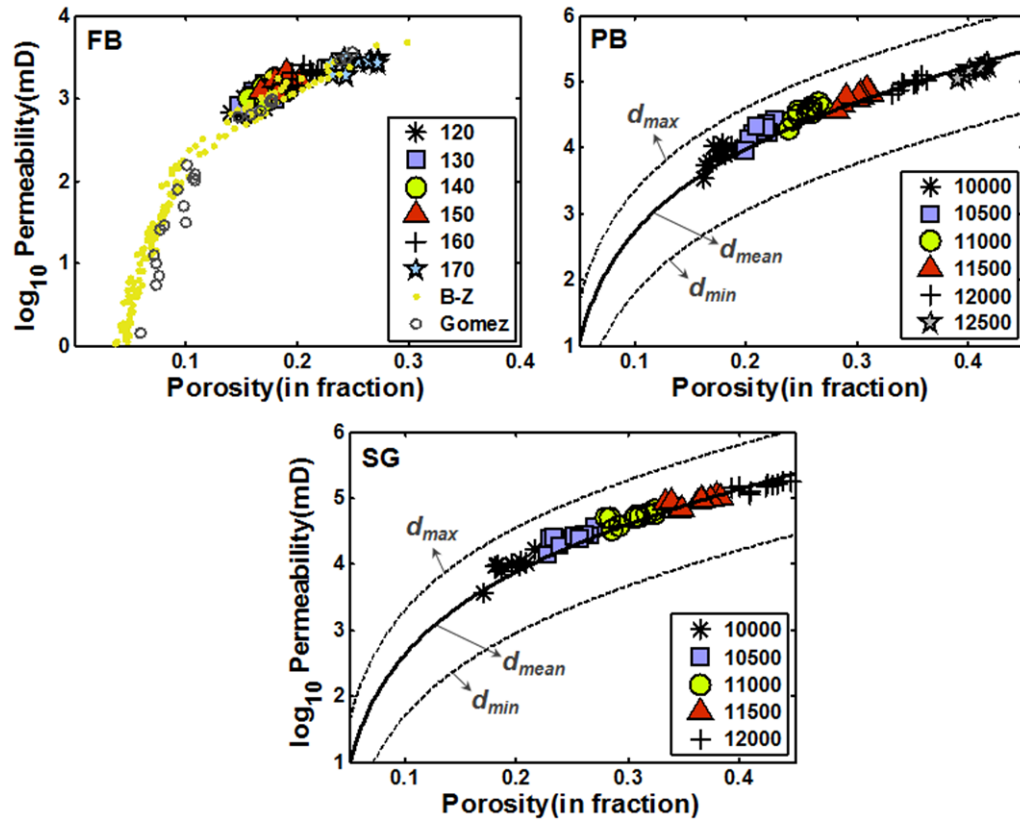 FB
log10 Permeability(mD)
4
3
2
1
0
0.1
0.2
0.3
0.4
Porosity(in fraction)
120
130
140
150
160
170
B-Z
Gomez
PB
6
5
4
3
2
1
0.1
0.2
0.3
0.4
Porosity(in fraction)
dmax
dmean
dmin
10000
10500
11000
11500
12000
12500
SG
log10 Permeability(mD)
6
5
4
3
2
1
0.1
0.2
0.3
0.4
Porosity(in fraction)
dmax
dmean
dmin
10000
10500
11000
11500
12000